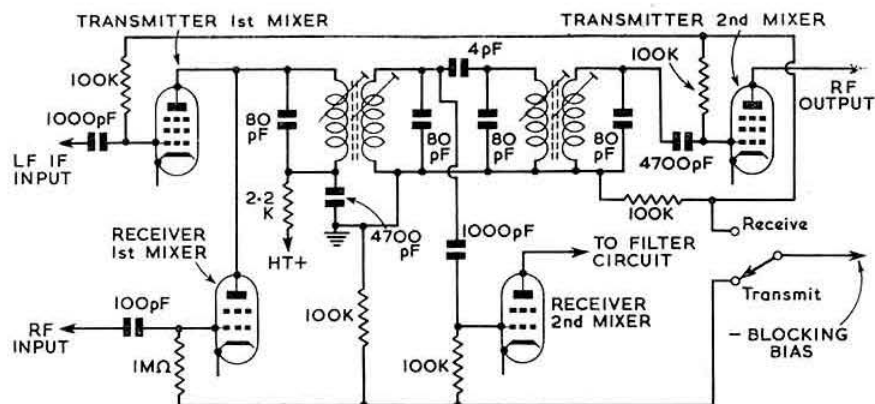 TRANSMITTER 1st MIXER
TRANSMITTER 2nd MIXER
4pF
100K
100K
1000pF
RF
OUTPUT
80
pF
80
pF
80
pF
80
pF
LF IF
INPUT
4700pF
2·2
K
100K
Receive
RECEIVER
1st MIXER
4700
pF
1000pF
HT+
TO FILTER
CIRCUIT
Transmit
100pF
RECEIVER
2nd MIXER
100K
RF
INPUT
– BLOCKING
BIAS
1MΩ
100K